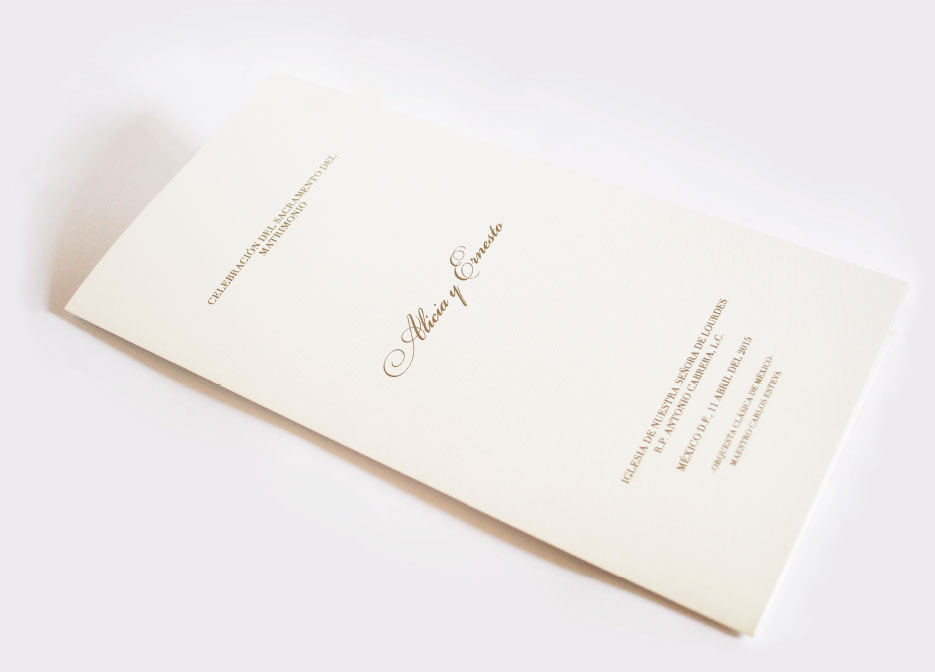 CELEBRACIÓN DEL SACRAMENTO DEL
MATRIMONIO
Alicia y Ernesto
IGLESIA DE NUESTRA SEÑORA DE LOURDES
R.P. ANTONIO CABRERA, L.C.
MÉXICO D.F., 11 ABRIL DEL 2015
-ORQUESTA CLÁSICA DE MÉXICO-
MAESTRO CARLOS ESTEVA